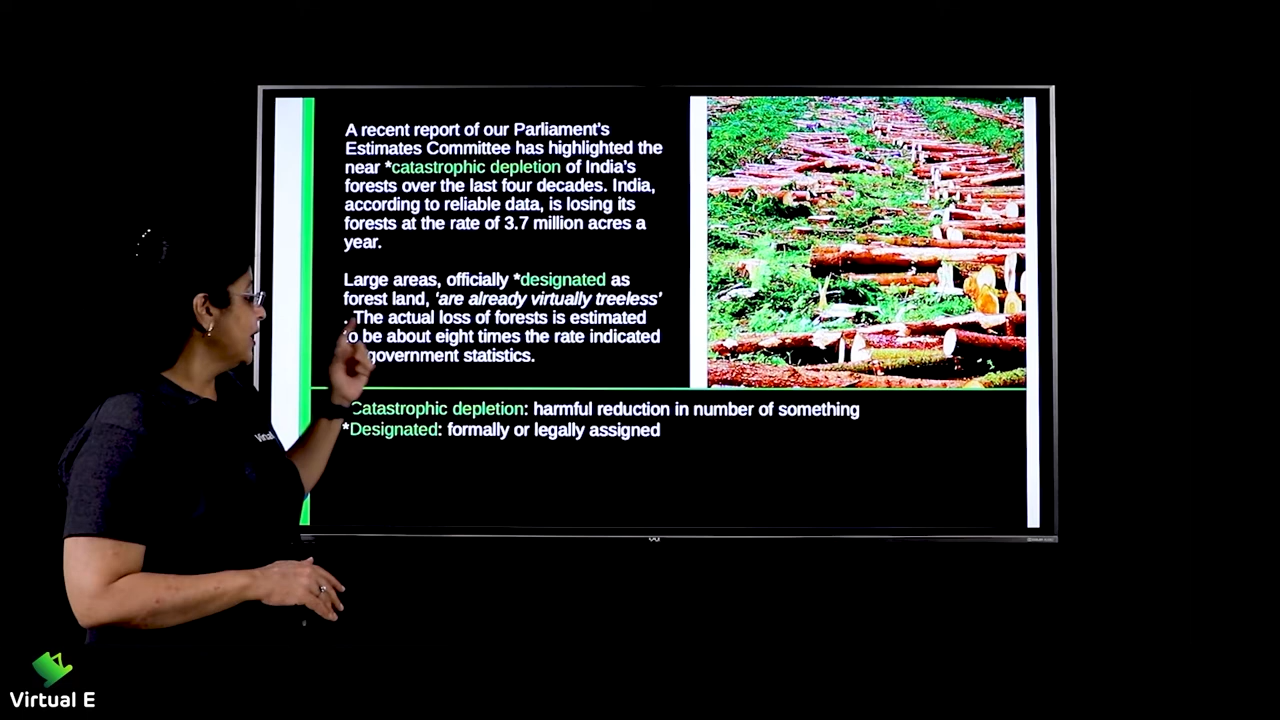 A recent report of our Parliament's
Estimates Committee has highlighted the
near *catastrophic depletion of India's
forests over the last four decades. India,
according to reliable data, is losing its
forests at the rate of 3.7 million acres a
year.
Large areas, officially *designated as
forest land, 'are already virtually treeless'
. The actual loss of forests is estimated
to be about eight times the rate indicated
government statistics.
Catastrophic depletion: harmful reduction in number of something
*Designated: formally or legally assigned
Virtual E